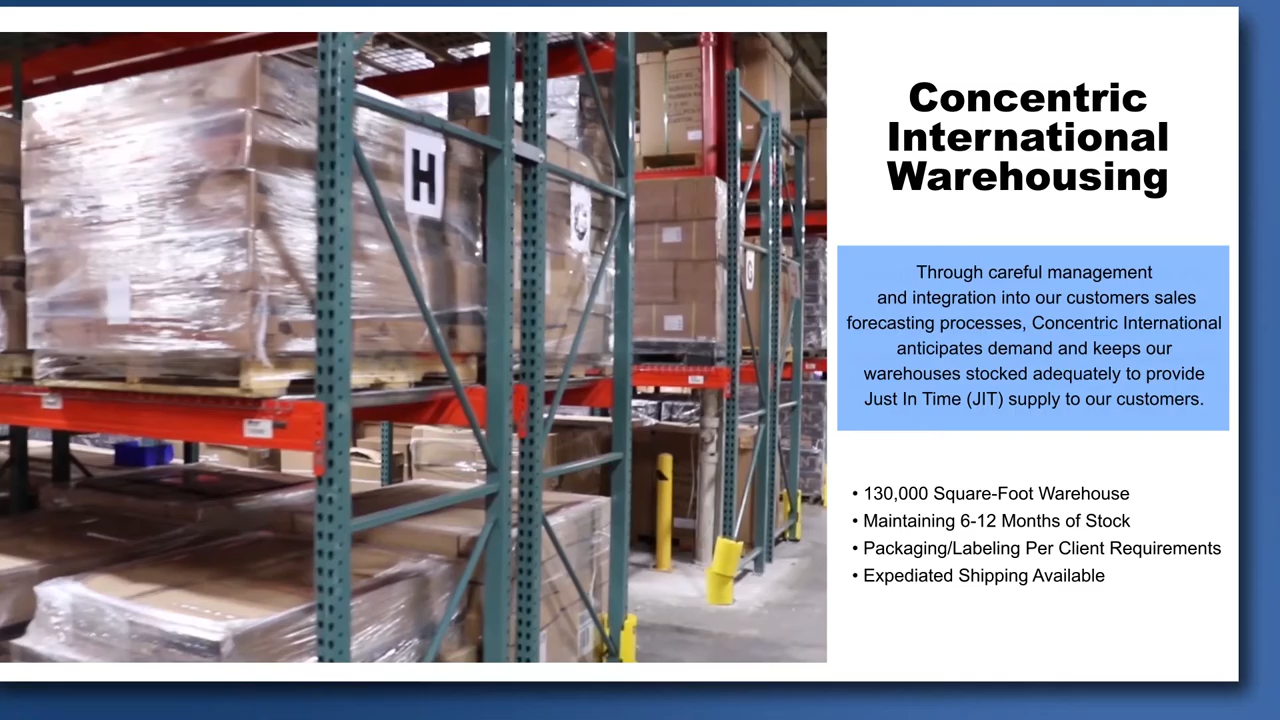 Concentric
International
Warehousing
Through careful management
and integration into our customers sales
forecasting processes, Concentric International
anticipates demand and keeps our
warehouses stocked adequately to provide
Just In Time (JIT) supply to our customers.
• 130,000 Square-Foot Warehouse
• Maintaining 6-12 Months of Stock
• Packaging/Labeling Per Client Requirements
• Expediated Shipping Available
H
G